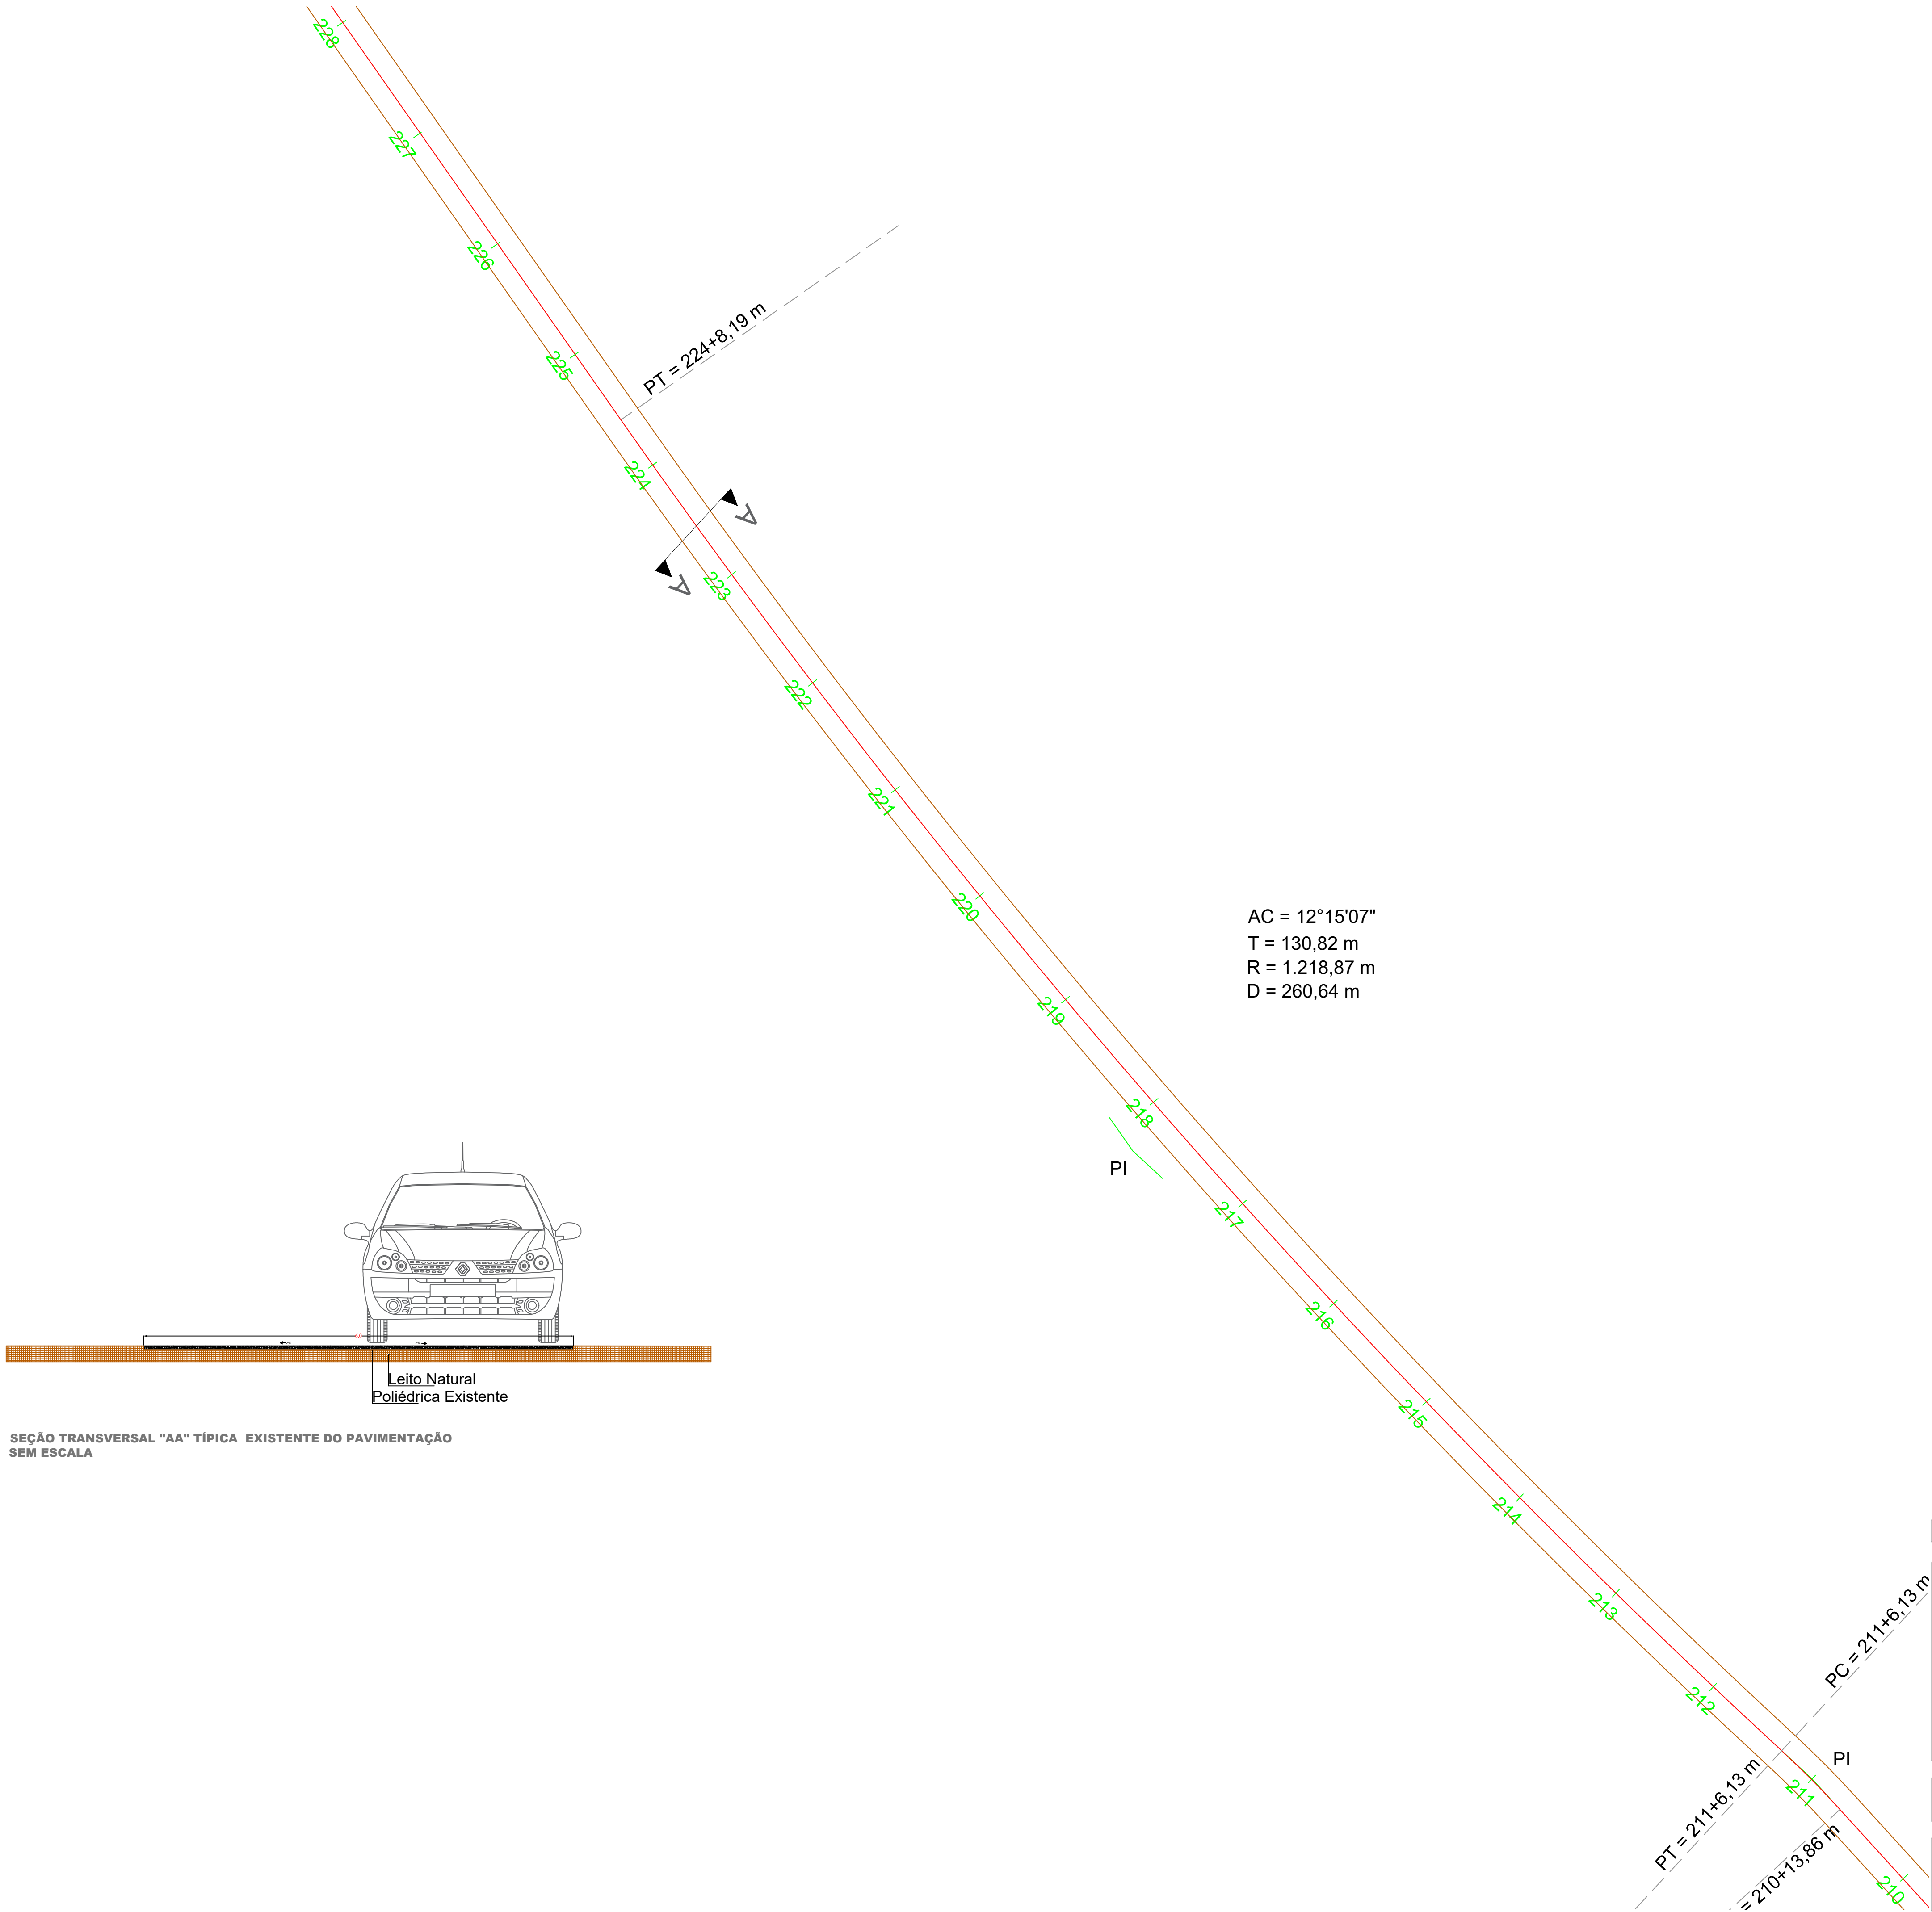 228
227
226
PT = 224+8,19 m
225
224
A
A
223
222
221
220
AC = 12°15'07"
T = 130,82 m
R = 1.218,87 m
D = 260,64 m
219
218
PI
217
216
215
214
213
212
PC = 211+6,13 m
PI
211
PT = 211+6,13 m
= 210+13,86 m
210
Leito Natural
Poliédrica Existente
SEÇÃO TRANSVERSAL "AA" TÍPICA EXISTENTE DO PAVIMENTAÇÃO
SEM ESCALA